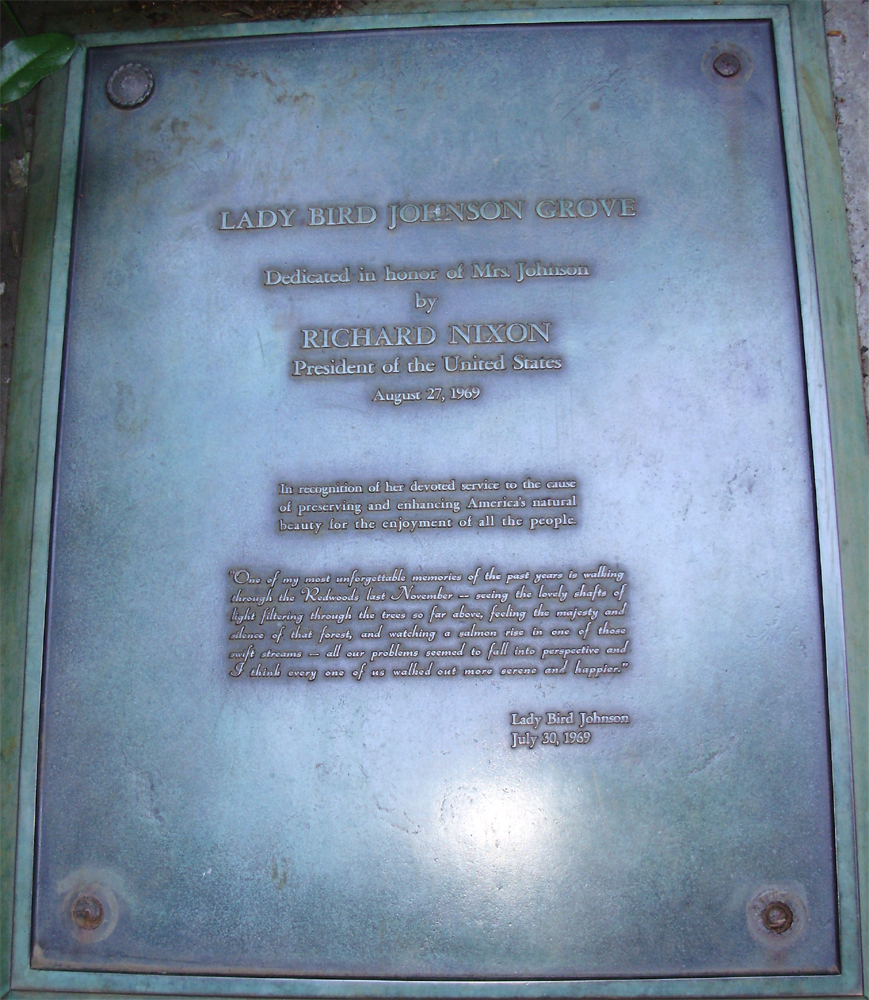 LADY BIRD JOHNSON GROVE
Dedicated in honor of Mrs. Johnson
by
RICHARD NIXON
President of the United States
August 27, 1969
In recognition of her devoted service to the cause
of preserving and enhancing America's natural
beauty for the enjoyment of all the people.
"One of my most unforgettable memories of the past years is walking
through the Redwoods last November -- seeing the lovely shafts of
light filtering through the trees so far above, feeling the majesty and
silence of that forest, and watching a salmon rise in one of those
swift streams -- all our problems seemed to fall into perspective and
I think every one of us walked out more serene and happier."
Lady Bird Johnson
July 30, 1969